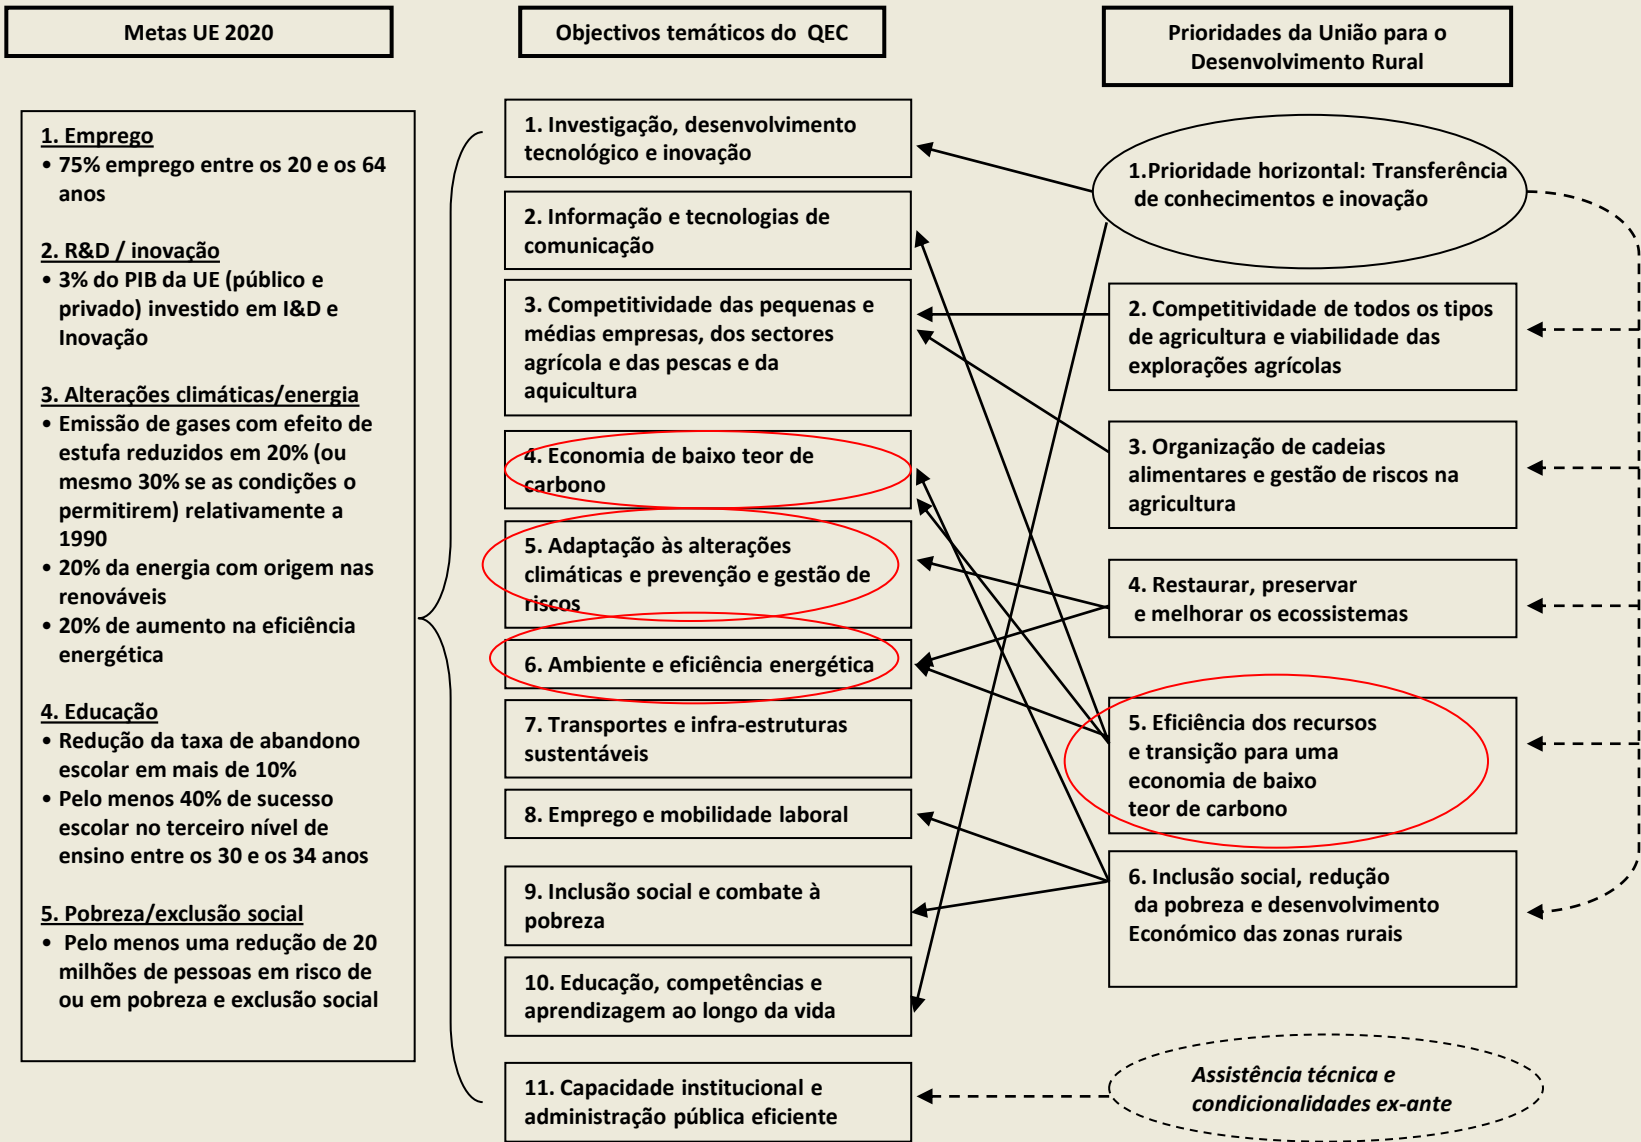 Metas UE 2020
1. Emprego
• 75% emprego entre os 20 e os 64
anos
2. R&D / inovação
• 3% do PIB da UE (público e
privado) investido em I&D e
Inovação
3. Alterações climáticas/energia
• Emissão de gases com efeito de
estufa reduzidos em 20% (ou
mesmo 30% se as condições o
permitirem) relativamente a
1990
• 20% da energia com origem nas
renováveis
• 20% de aumento na eficiência
energética
4. Educação
• Redução da taxa de abandono
escolar em mais de 10%
• Pelo menos 40% de sucesso
escolar no terceiro nível de
ensino entre os 30 e os 34 anos
5. Pobreza/exclusão social
• Pelo menos uma redução de 20
milhões de pessoas em risco de
ou em pobreza e exclusão social
Objectivos temáticos do QEC
1. Investigação, desenvolvimento
tecnológico e inovação
2. Informação e tecnologias de
comunicação
3. Competitividade das pequenas e
médias empresas, dos sectores
agrícola e das pescas e da
aquicultura
4. Economia de baixo teor de
carbono
5. Adaptação às alterações
climáticas e prevenção e gestão de
riscos
6. Ambiente e eficiência energética
7. Transportes e infra-estruturas
sustentáveis
8. Emprego e mobilidade laboral
9. Inclusão social e combate à
pobreza
10. Educação, competências e
aprendizagem ao longo da vida
11. Capacidade institucional e
administração pública eficiente
Prioridades da União para o
Desenvolvimento Rural
1.Prioridade horizontal: Transferência
de conhecimentos e inovação
2. Competitividade de todos os tipos
de agricultura e viabilidade das
explorações agrícolas
3. Organização de cadeias
alimentares e gestão de riscos na
agricultura
4. Restaurar, preservar
e melhorar os ecossistemas
5. Eficiência dos recursos
e transição para uma
economia de baixo
teor de carbono
6. Inclusão social, redução
da pobreza e desenvolvimento
Económico das zonas rurais
Assistência técnica e
condicionalidades ex-ante